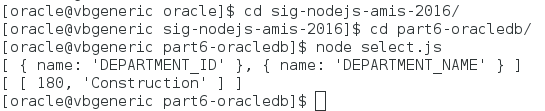 [oracle@vbgeneric oracle]$ cd sig-nodejs-amis-2016/
[oracle@vbgeneric sig-nodejs-amis-2016]$ cd part6-oracledb/
[oracle@vbgeneric part6-oracledb]$ node select.js
[ { name: 'DEPARTMENT_ID' }, { name: 'DEPARTMENT_NAME' } ]
[ [ 180, 'Construction' ] ]
[oracle@vbgeneric part6-oracledb]$